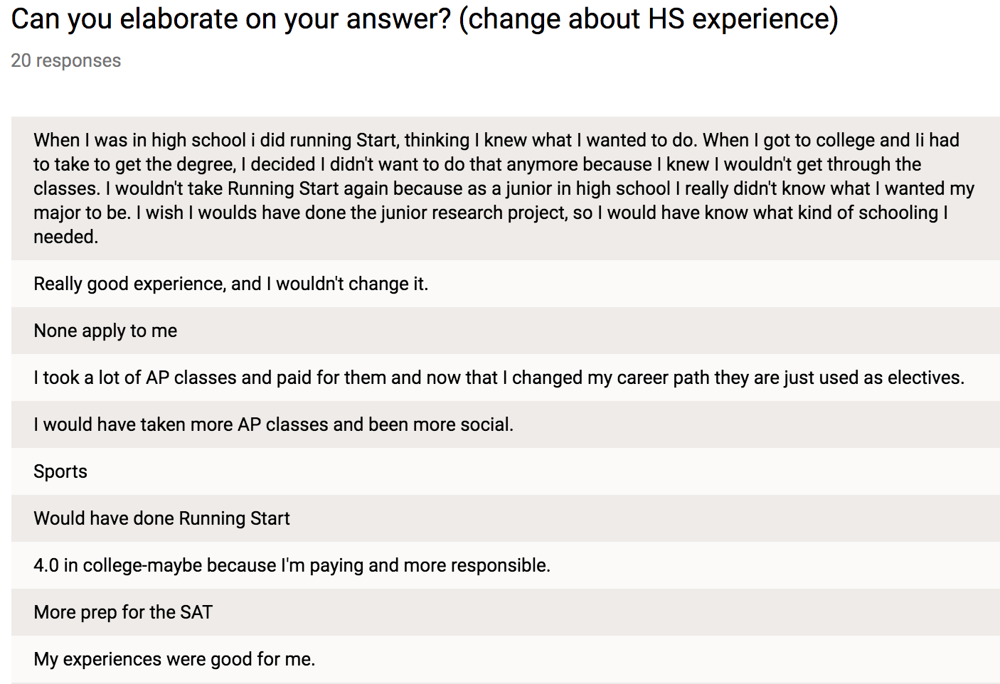 Can you elaborate on your answer? (change about HS experience)
20 responses
When I was in high school i did running Start, thinking I knew what I wanted to do. When I got to college and Ii had
to take to get the degree, I decided I didn't want to do that anymore because I knew I wouldn't get through the
classes. I wouldn't take Running Start again because as a junior in high school I really didn't know what I wanted my
major to be. I wish I woulds have done the junior research project, so I would have know what kind of schooling I
needed.
Really good experience, and I wouldn't change it.
None apply to me
I took a lot of AP classes and paid for them and now that I changed my career path they are just used as electives.
I would have taken more AP classes and been more social.
Sports
Would have done Running Start
4.0 in college-maybe because I'm paying and more responsible.
More prep for the SAT
My experiences were good for me.